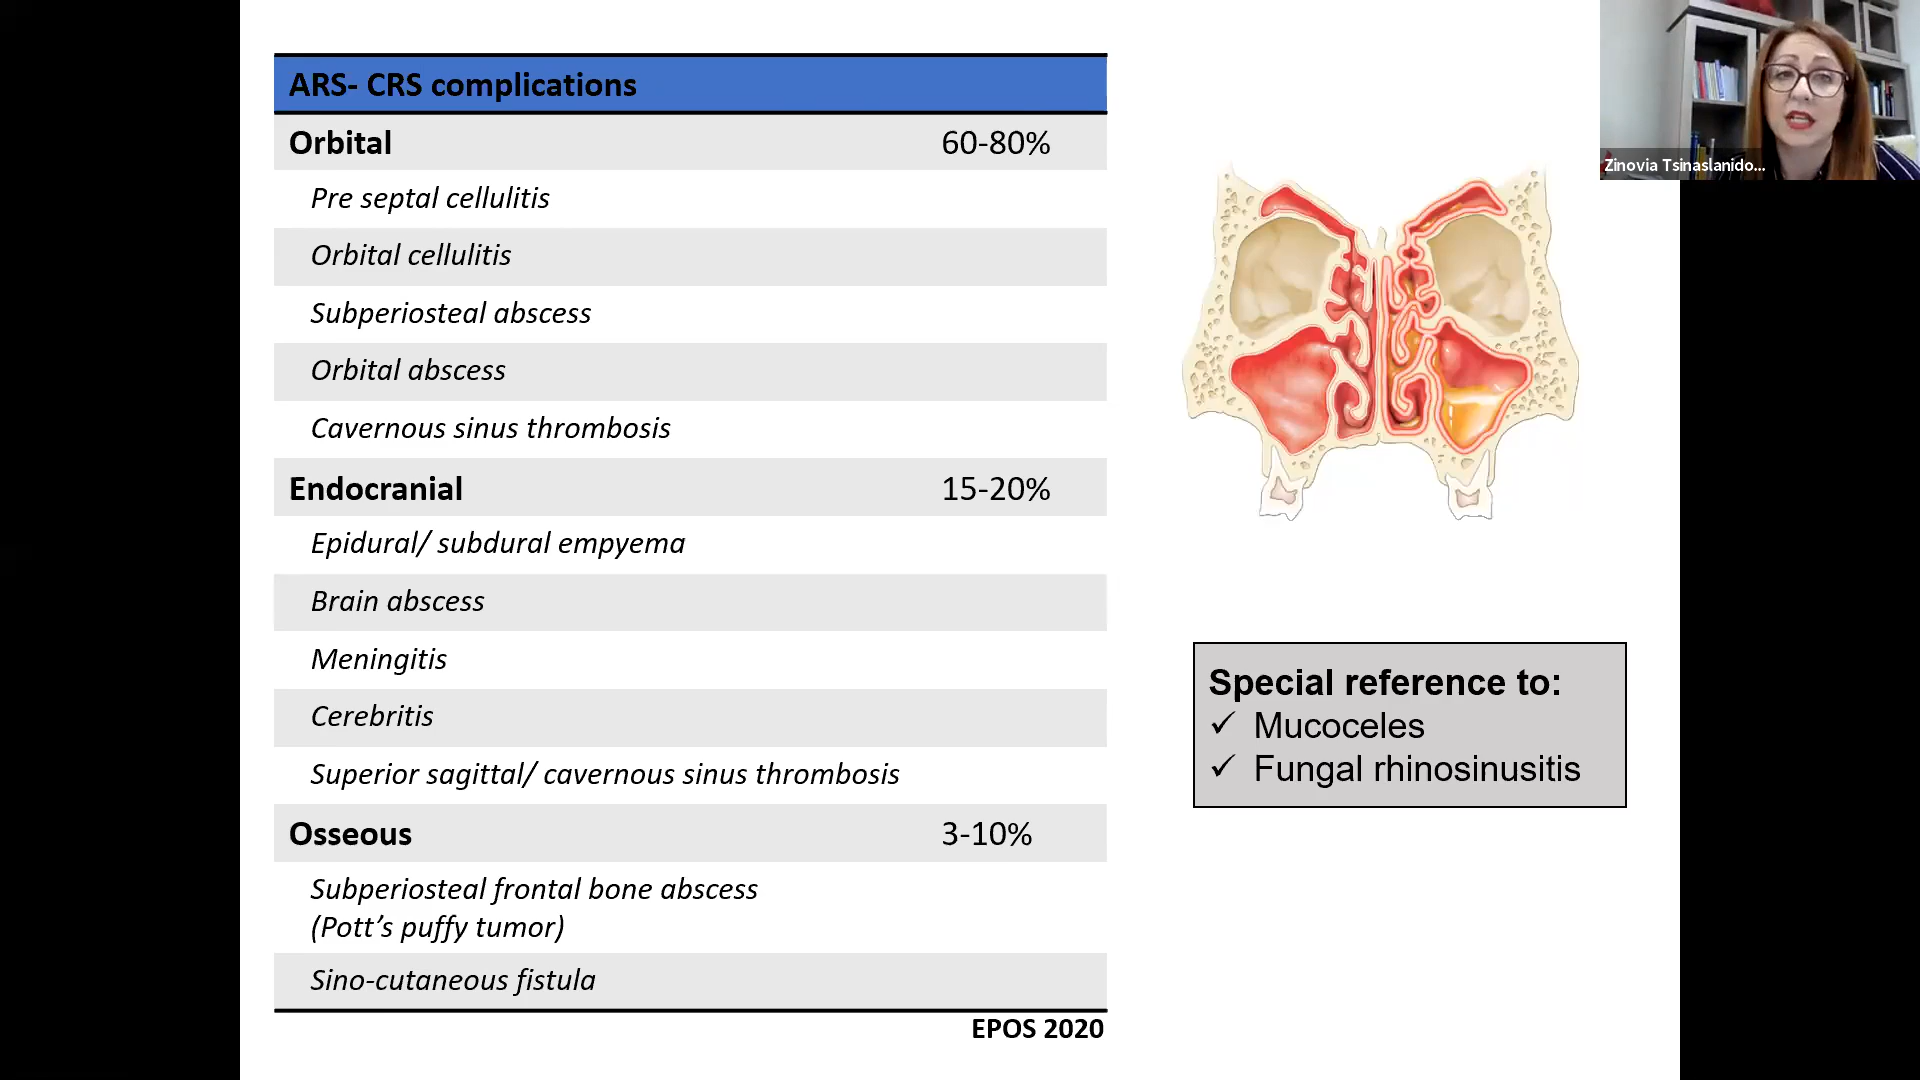 ARS- CRS complications
Orbital 60-80%
Pre septal cellulitis
Orbital cellulitis
Subperiosteal abscess
Orbital abscess
Cavernous sinus thrombosis
Endocranial 15-20%
Epidural/ subdural empyema
Brain abscess
Meningitis
Cerebritis
Superior sagittal/ cavernous sinus thrombosis
Osseous 3-10%
Subperiosteal frontal bone abscess
(Pott’s puffy tumor)
Sino-cutaneous fistula
EPOS 2020
Special reference to:
✓ Mucoceles
✓ Fungal rhinosinusitis
Zinovia Tsinaslanido...